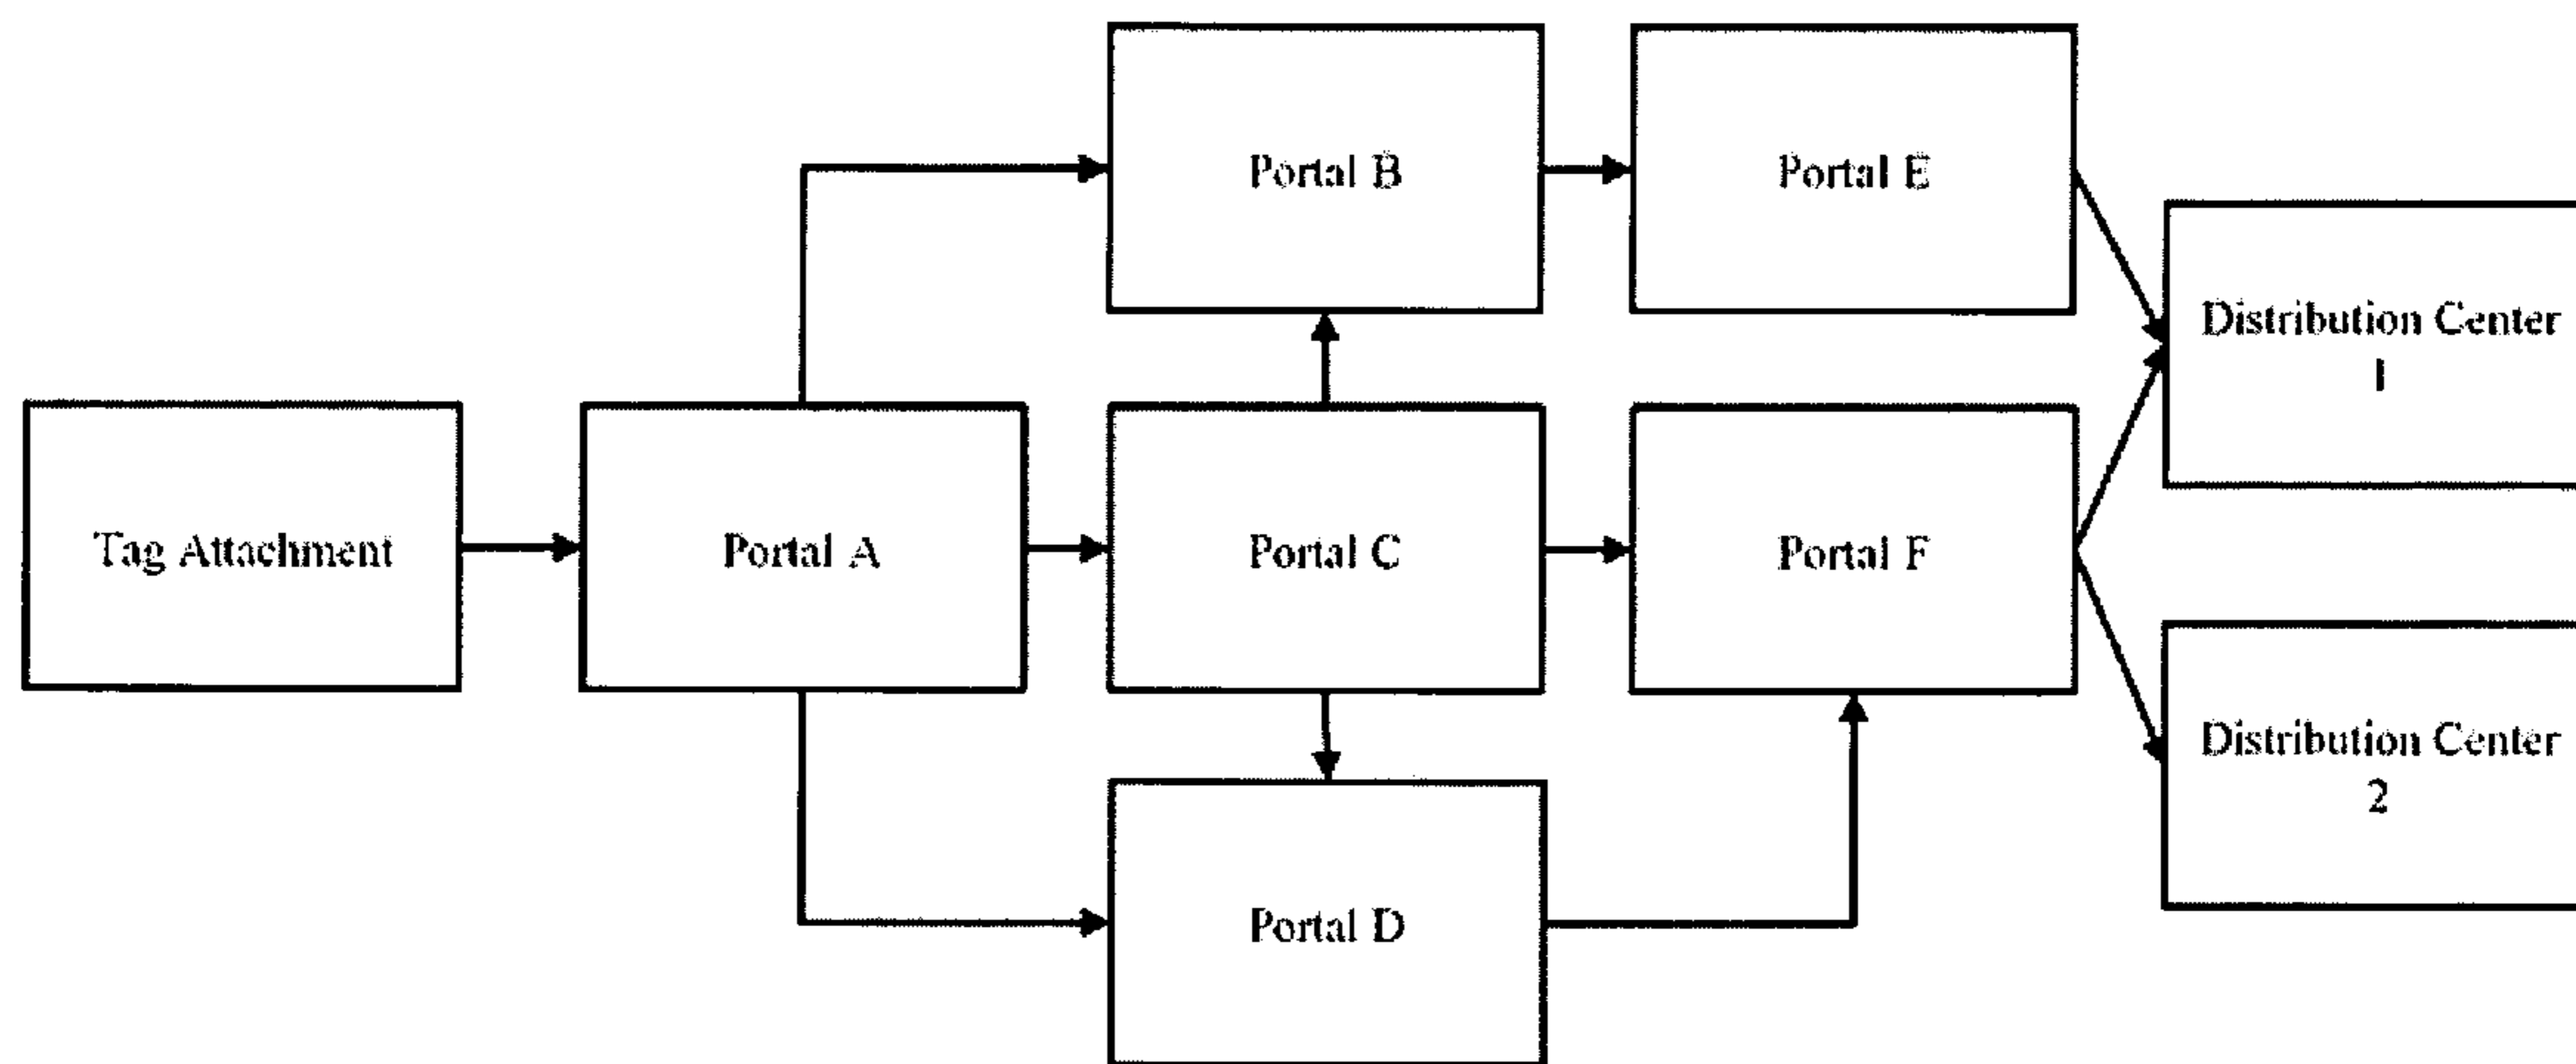 Portal B
Portal E
Distribution Center
1
Tag Attachment
Portal A
Portal C
Portal F
Distribution Center
2
Portal D